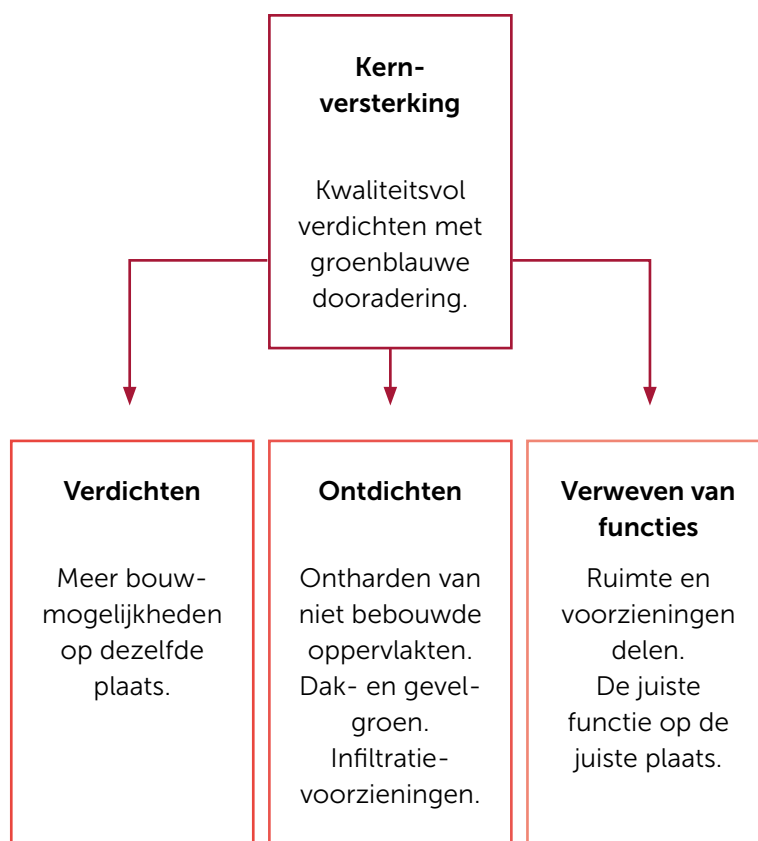 Kern-
versterking
Kwaliteitsvol
verdichten met
groenblauwe
dooradering.
Verdichten
Meer bouw-
mogelijkheden
op dezelfde
plaats.
Ontdichten
Ontharden van
niet bebouwde
oppervlakten.
Dak- en gevel-
groen.
Infiltratie-
voorzieningen.
Verweven van
functies
Ruimte en
voorzieningen
delen.
De juiste
functie op de
juiste plaats.